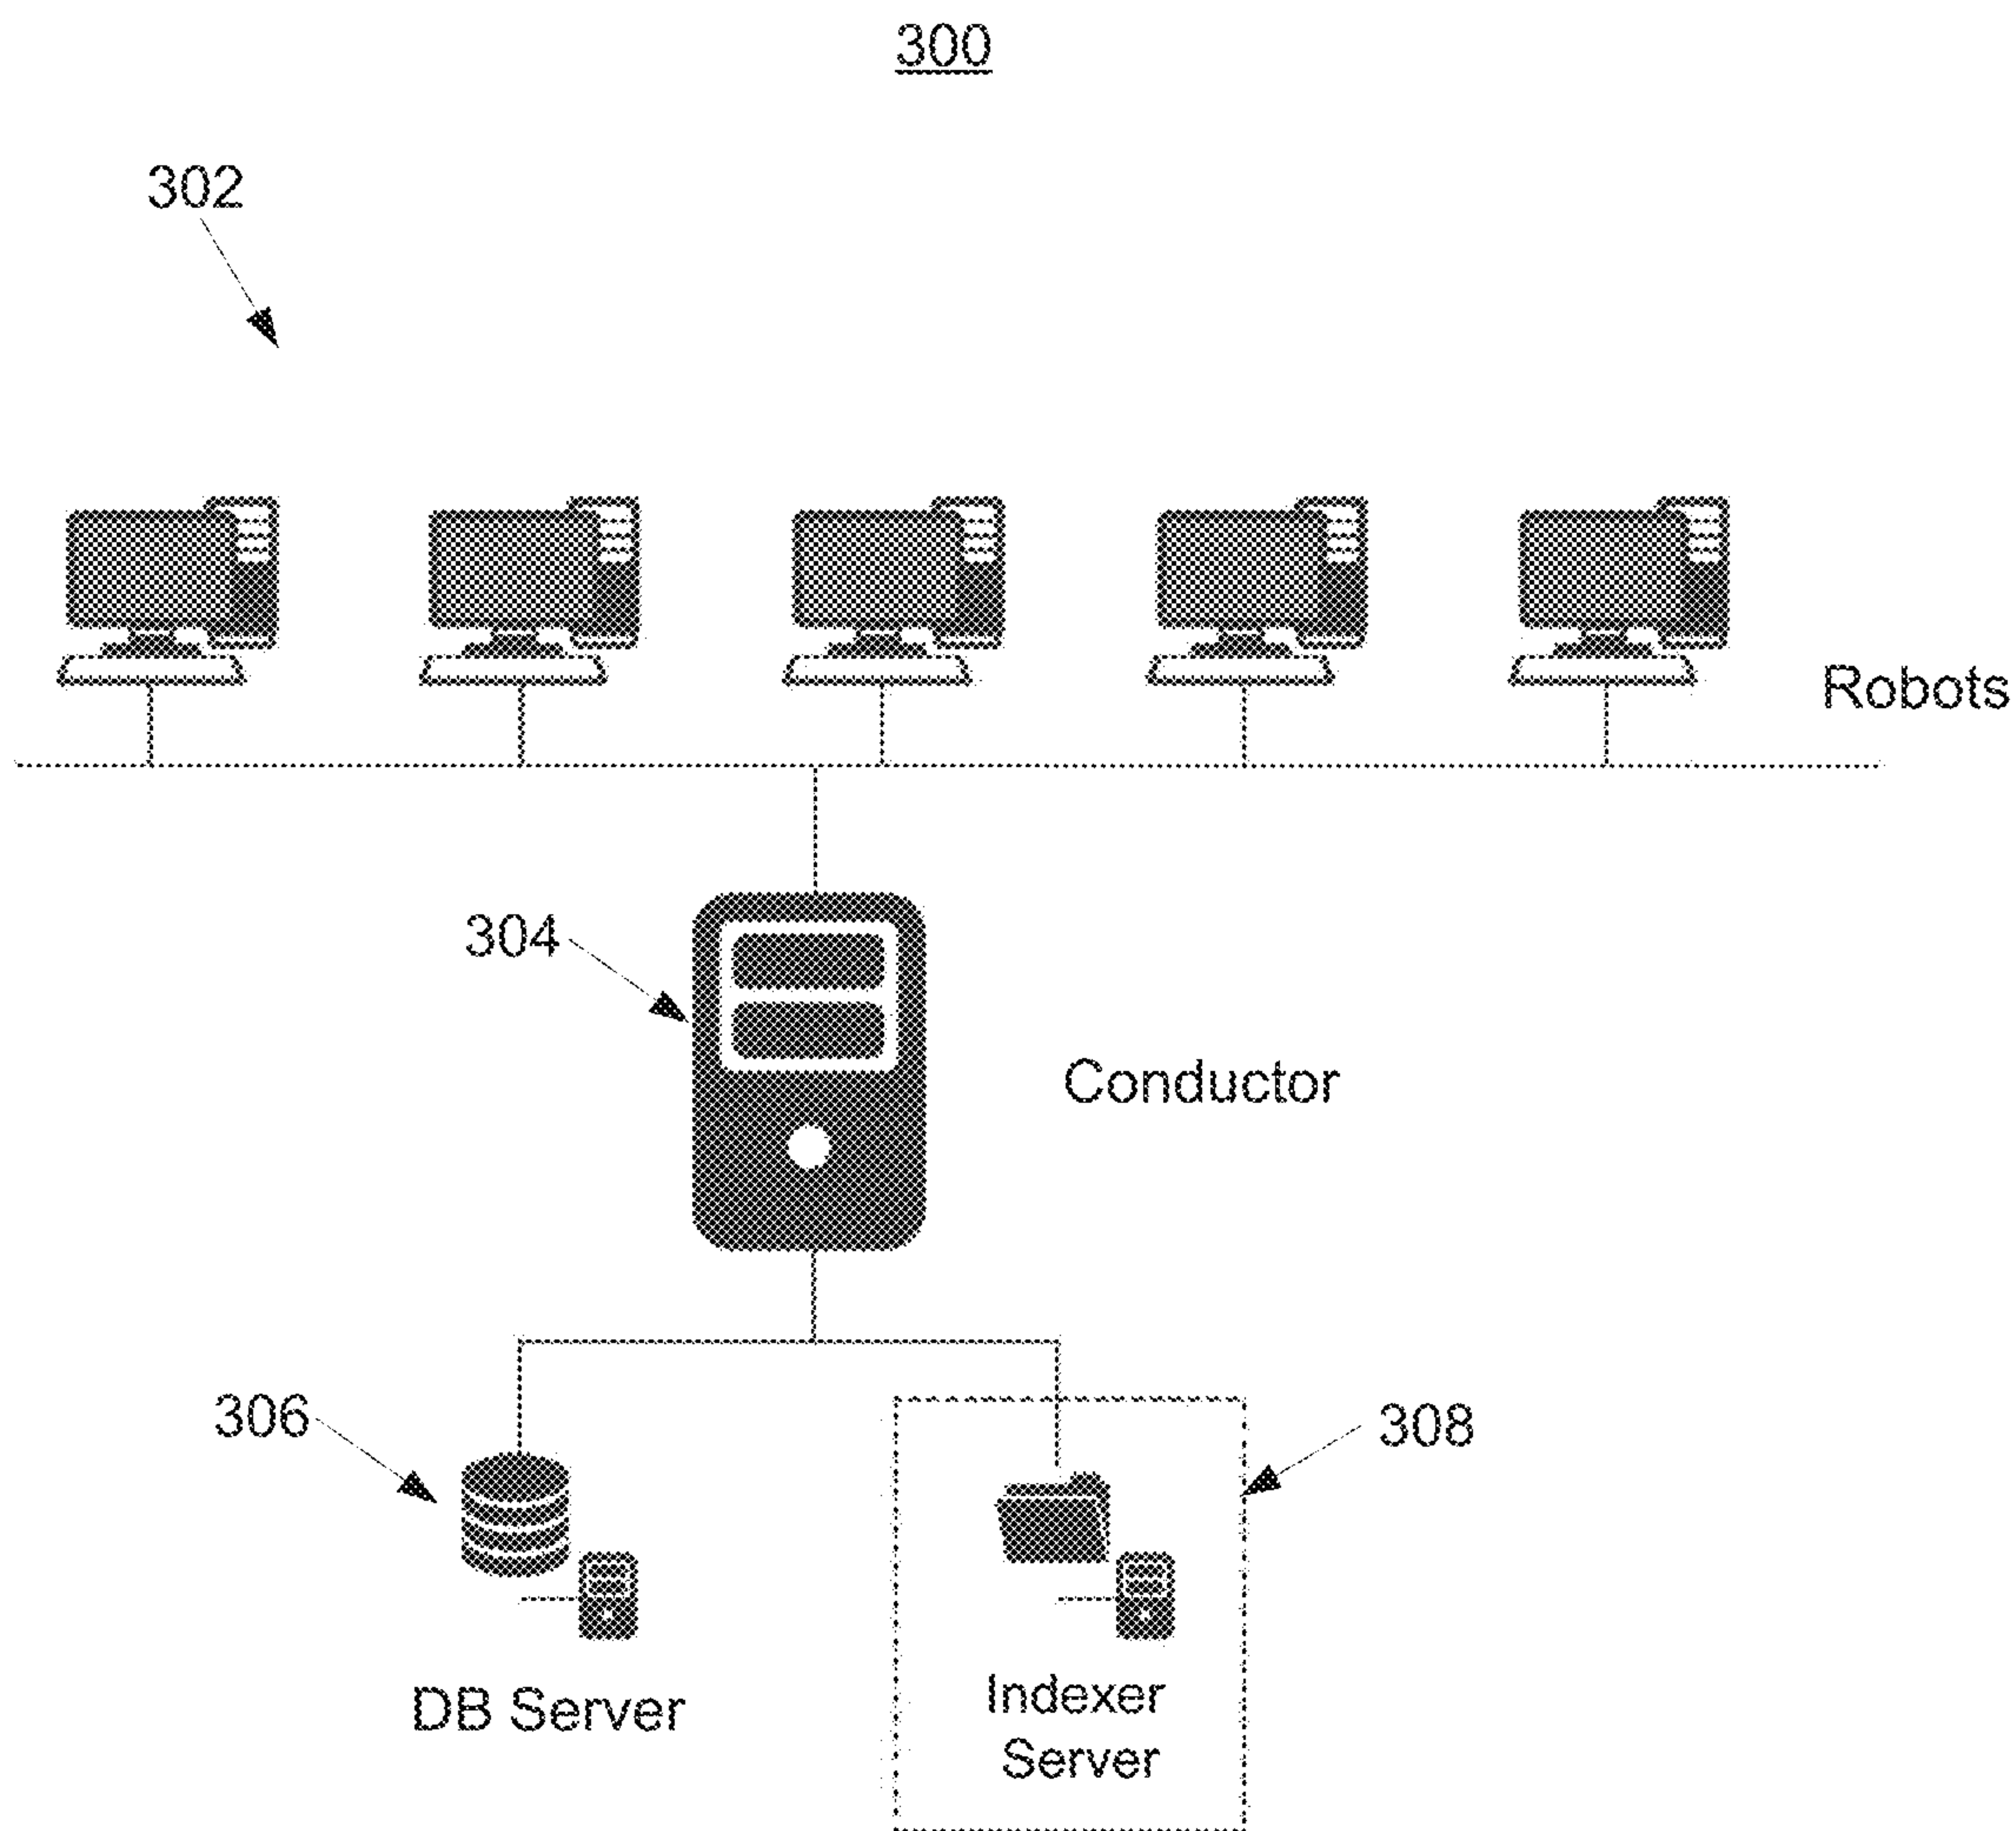 300
302
Robots
304
Conductor
306
308
DB Server
Indexer
Server